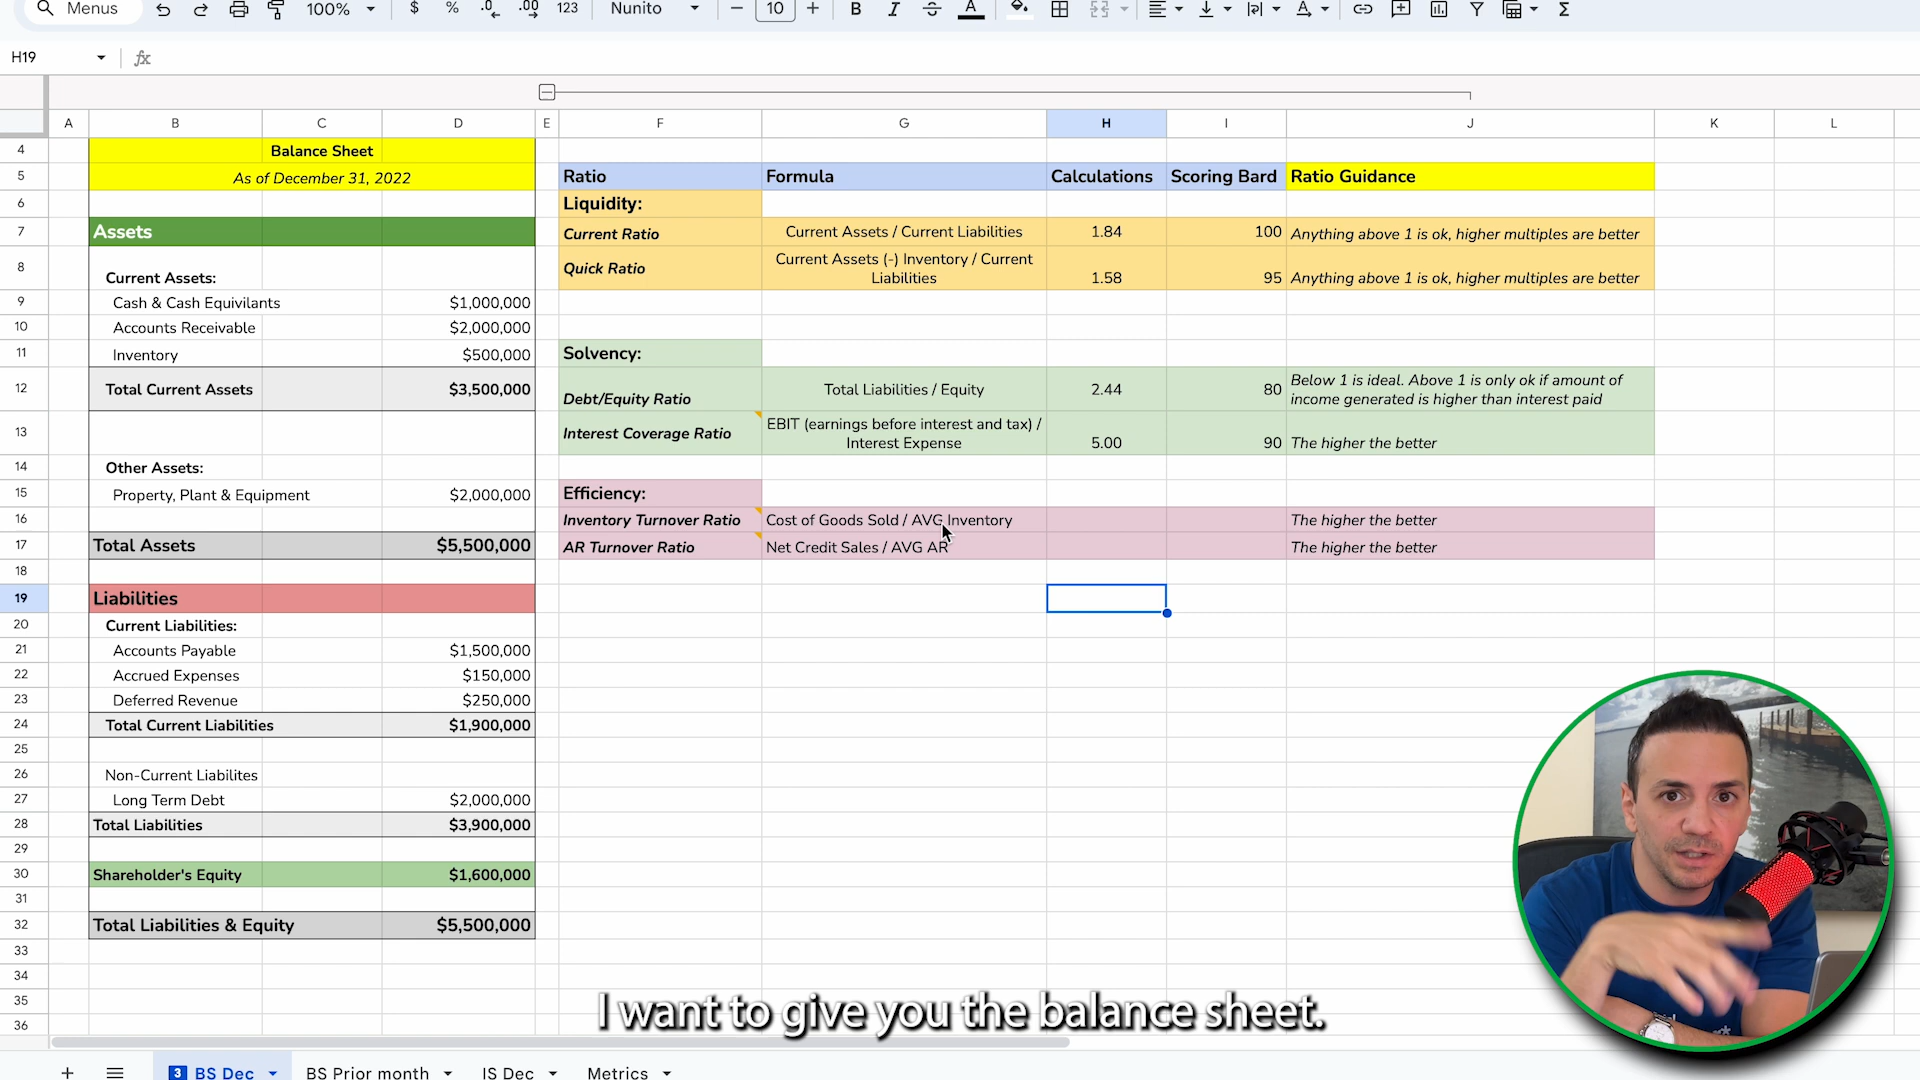 Menus 100% $ % .0 .00 123 Nunito 10 B I A
H19 fx
A B C D E F G H I J K L
4 Balance Sheet
5 As of December 31, 2022 Ratio Formula Calculations Scoring Bard Ratio Guidance
6 Liquidity:
7 Assets Current Ratio Current Assets / Current Liabilities 1.84 100 Anything above 1 is ok, higher multiples are better
8 Current Assets: Quick Ratio Current Assets (-) Inventory / Current Liabilities 1.58 95 Anything above 1 is ok, higher multiples are better
9 Cash & Cash Equivilants $1,000,000
10 Accounts Receivable $2,000,000
11 Inventory $500,000 Solvency:
12 Total Current Assets $3,500,000 Debt/Equity Ratio Total Liabilities / Equity 2.44 80 Below 1 is ideal. Above 1 is only ok if amount of income generated is higher than interest paid
13 Interest Coverage Ratio EBIT (earnings before interest and tax) / Interest Expense 5.00 90 The higher the better
14 Other Assets:
15 Property, Plant & Equipment $2,000,000 Efficiency:
16 Inventory Turnover Ratio Cost of Goods Sold / AVG Inventory The higher the better
17 Total Assets $5,500,000 AR Turnover Ratio Net Credit Sales / AVG AR The higher the better
18
19 Liabilities
20 Current Liabilities:
21 Accounts Payable $1,500,000
22 Accrued Expenses $150,000
23 Deferred Revenue $250,000
24 Total Current Liabilities $1,900,000
25
26 Non-Current Liabilites
27 Long Term Debt $2,000,000
28 Total Liabilities $3,900,000
29
30 Shareholder's Equity $1,600,000
31
32 Total Liabilities & Equity $5,500,000
33
34
35
36
I want to give you the balance sheet.
3 BS Dec BS Prior month IS Dec Metrics